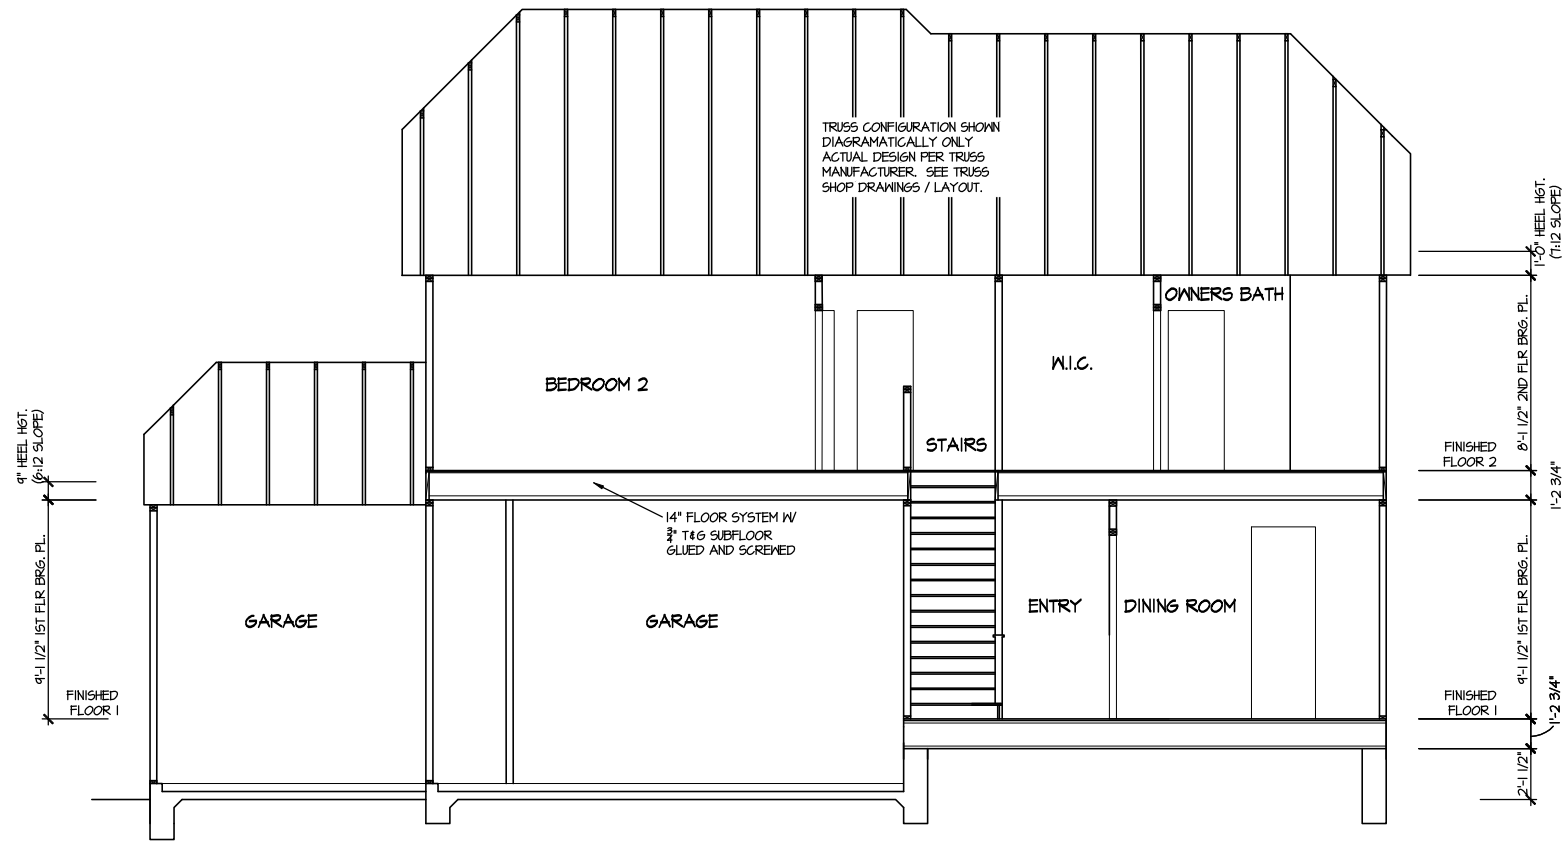 TRUSS CONFIGURATION SHOWN
DIAGRAMATICALLY ONLY
ACTUAL DESIGN PER TRUSS
MANUFACTURER. SEE TRUSS
SHOP DRAWINGS / LAYOUT.
1'-0" HEEL HGT.
(7:12 SLOPE)
OWNERS BATH
W.I.C.
BEDROOM 2
STAIRS
8'-1 1/2" 2ND FLR BRG. PL.
FINISHED
FLOOR 2
1'-2 3/4"
9" HEEL HGT.
(6:12 SLOPE)
14" FLOOR SYSTEM W/
3/4" T&G SUBFLOOR
GLUED AND SCREWED
9'-1 1/2" 1ST FLR BRG. PL.
GARAGE
GARAGE
ENTRY
DINING ROOM
9'-1 1/2" 1ST FLR BRG. PL.
FINISHED
FLOOR 1
FINISHED
FLOOR 1
1'-2 3/4"
2'-1 1/2"